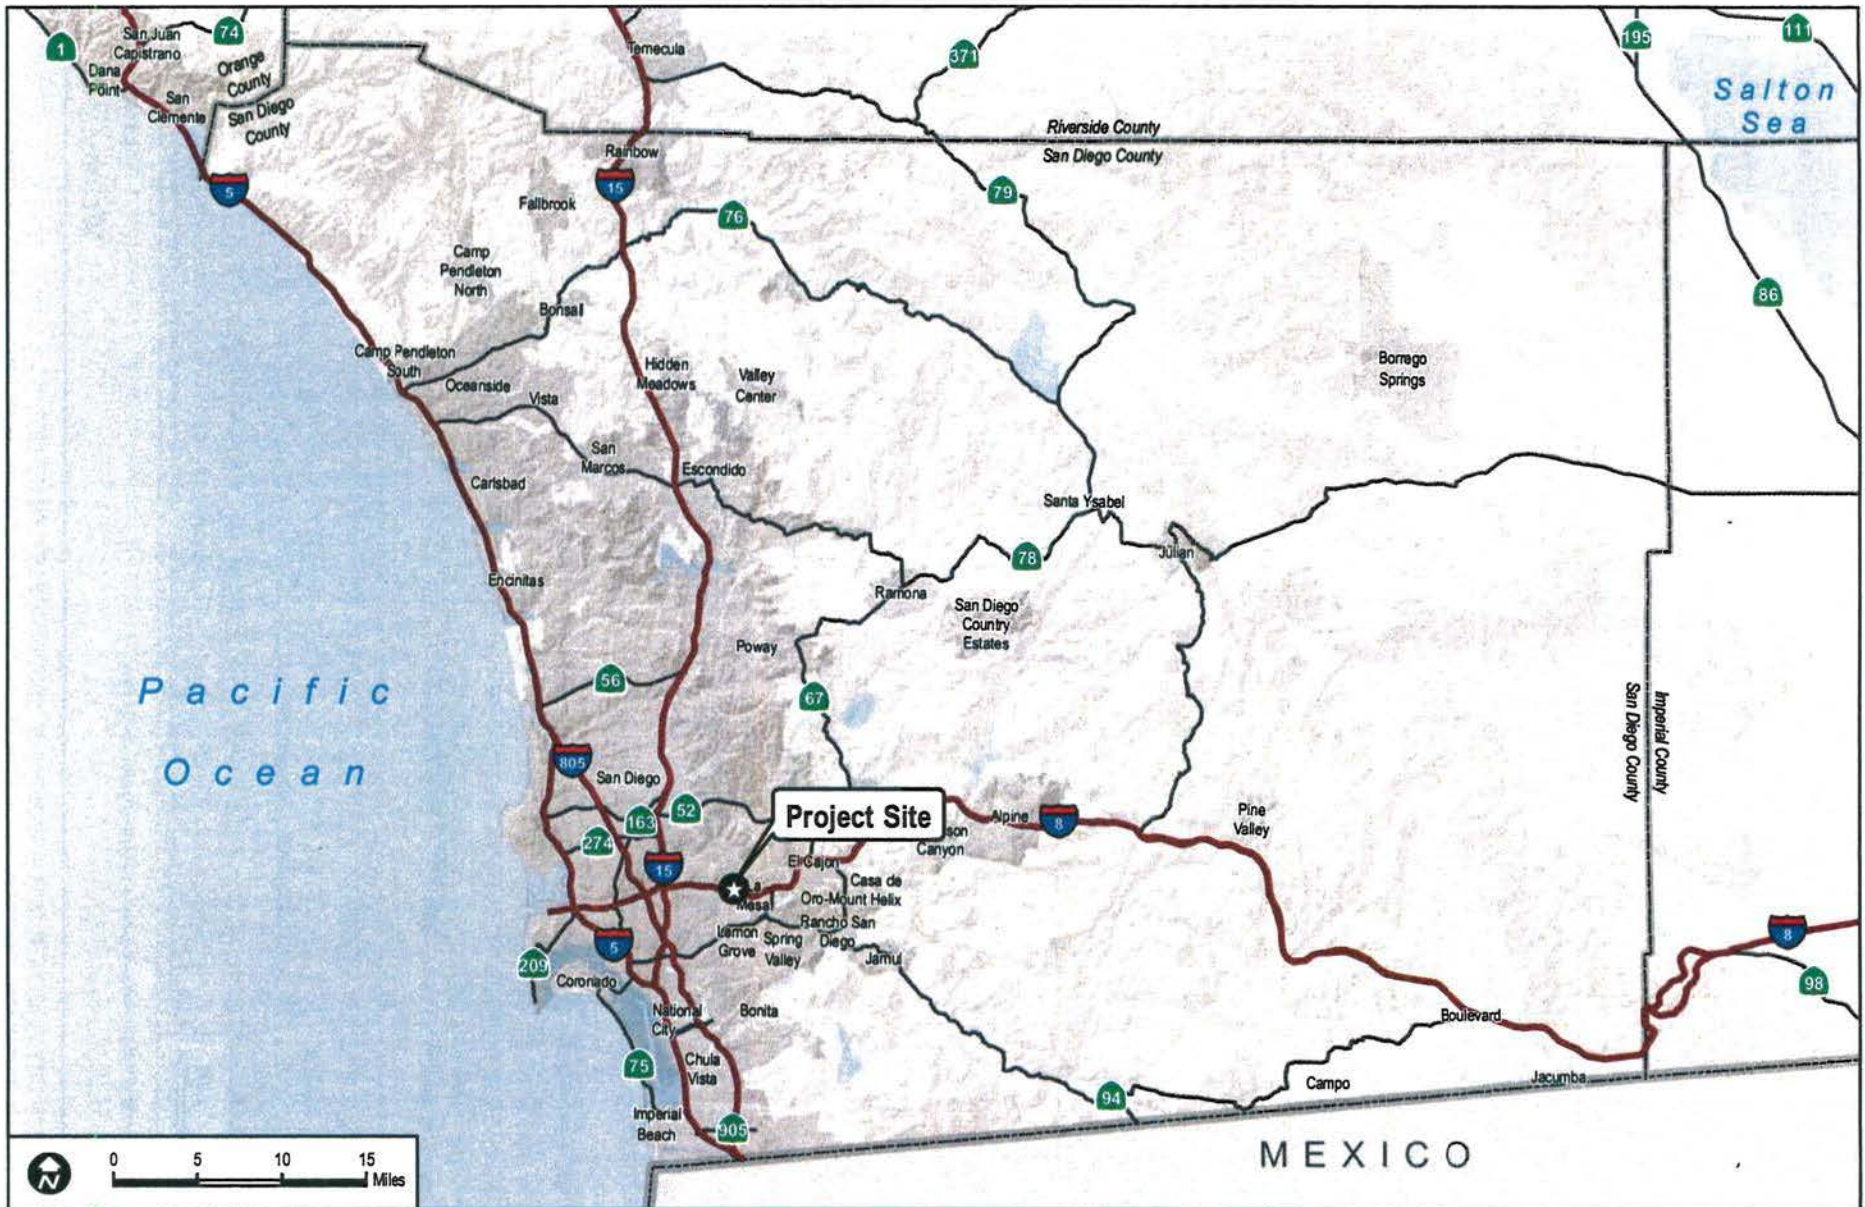 San Juan
Capistrano
74
1
Orange
County
Dana
Point
San
Clemente
San Diego
County
Temecula
371
195
111
Salton
Sea
Riverside County
San Diego County
Rainbow
5
15
79
Fallbrook
76
Camp
Pendleton
North
86
Bonsall
Camp Pendleton
South
Oceanside
Hidden
Meadows
Valley
Center
Borrego
Springs
Vista
San
Marcos
Escondido
Carlsbad
Santa Ysabel
78
Julian
Encinitas
Ramona
San Diego
Country
Estates
Poway
56
67
Pacific
Ocean
San Diego County
Imperial County
805
San Diego
52
163
274
Project Site
Alpine
8
Pine
Valley
son
Canyon
15
El Cajon
La
Mesa
Casa de
Oro-Mount Helix
Rancho San
Diego
Lemon
Grove
Spring
Valley
Jamul
5
209
Coronado
8
98
National
City
Bonita
Boulevard
75
Chula
Vista
Campo
Jacumba
94
Imperial
Beach
905
MEXICO
N
0 5 10 15
Miles